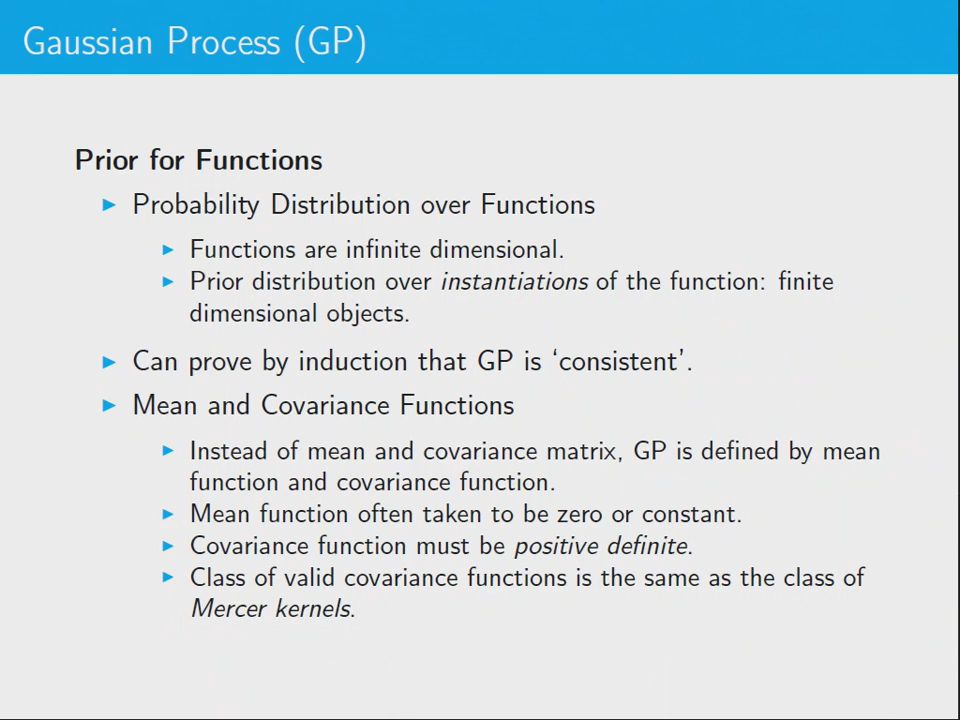 Gaussian Process (GP)
Prior for Functions
Probability Distribution over Functions
Functions are infinite dimensional.
Prior distribution over instantiations of the function: finite
dimensional objects.
Can prove by induction that GP is ‘consistent’.
Mean and Covariance Functions
Instead of mean and covariance matrix, GP is defined by mean
function and covariance function.
Mean function often taken to be zero or constant.
Covariance function must be positive definite.
Class of valid covariance functions is the same as the class of
Mercer kernels.